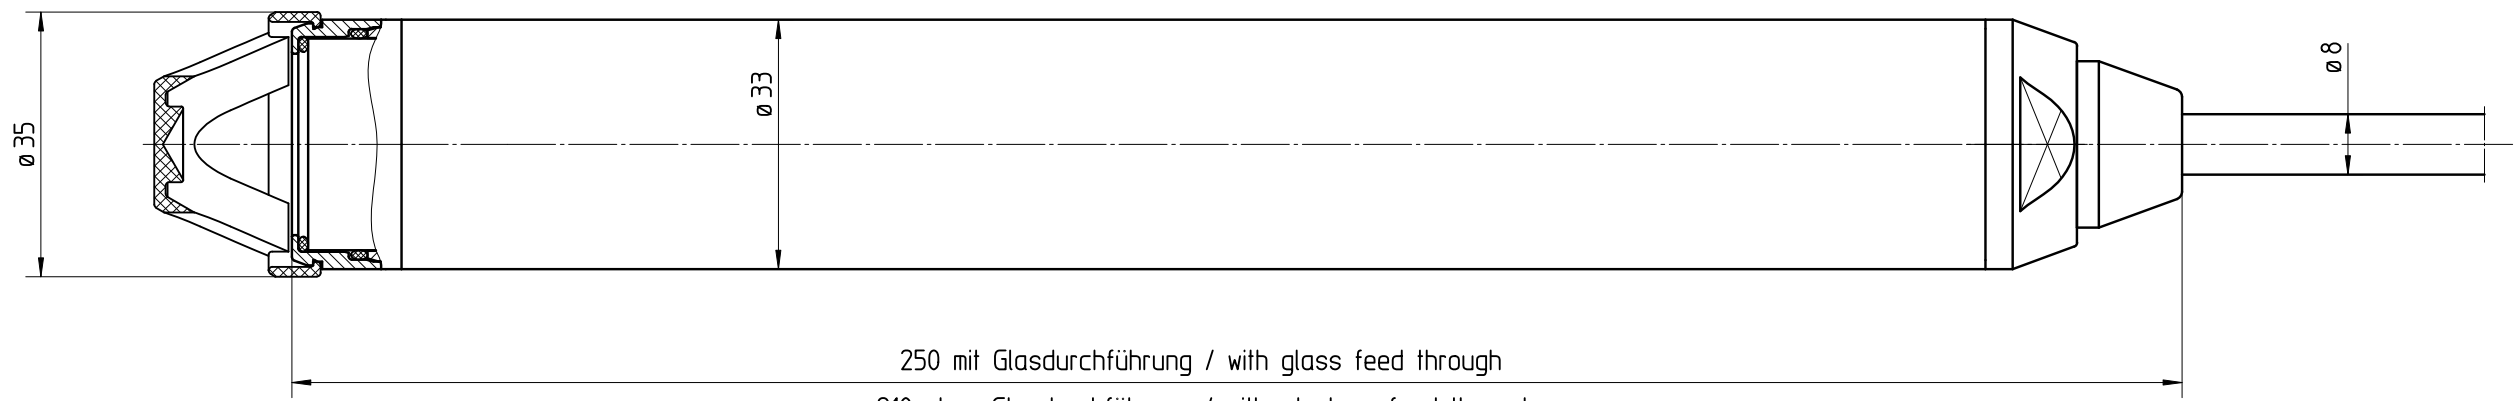 ø 35
ø 33
ø 8
250 mit Glasdurchführung / with glass feed through